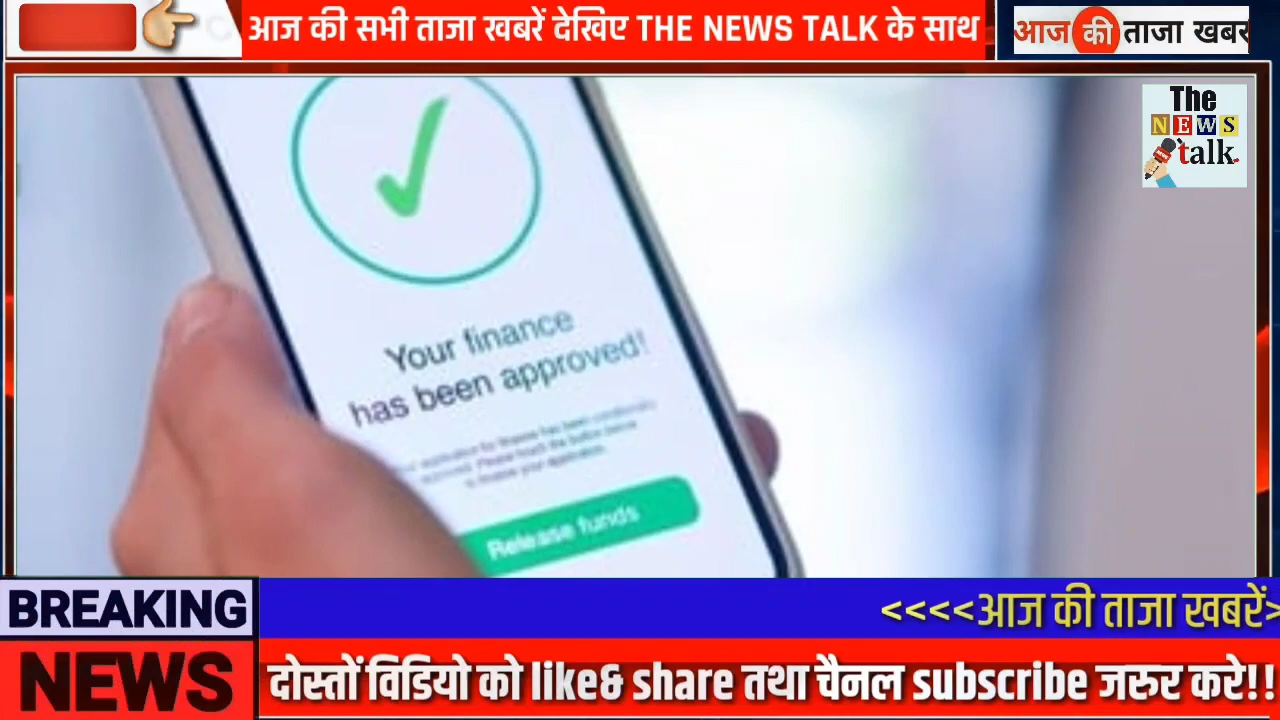 आज की सभी ताजा खबरें देखिए THE NEWS TALK के साथ
आज की ताजा खबर
The
NEWS
talk
Your finance
has been approved!
Release funds
BREAKING
NEWS
<<<<आज की ताजा खबरें>
दोस्तों विडियो को like& share तथा चैनल subscribe जरुर करे!!